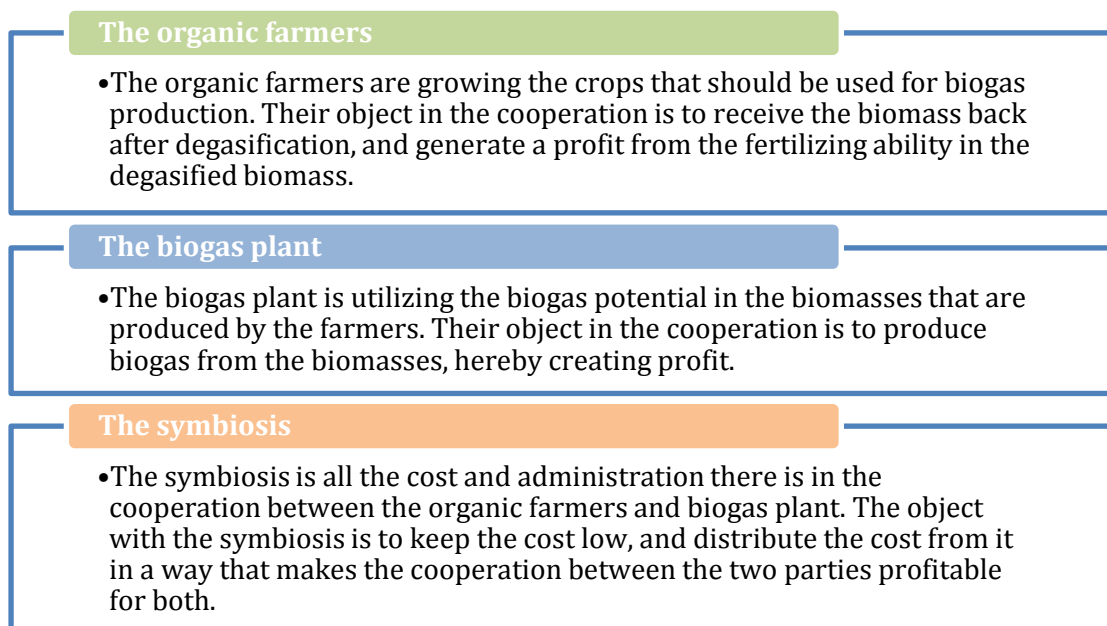 The organic farmers
•The organic farmers are growing the crops that should be used for biogas
production. Their object in the cooperation is to receive the biomass back
after degasification, and generate a profit from the fertilizing ability in the
degasified biomass.
The biogas plant
•The biogas plant is utilizing the biogas potential in the biomasses that are
produced by the farmers. Their object in the cooperation is to produce
biogas from the biomasses, hereby creating profit.
The symbiosis
•The symbiosis is all the cost and administration there is in the
cooperation between the organic farmers and biogas plant. The object
with the symbiosis is to keep the cost low, and distribute the cost from it
in a way that makes the cooperation between the two parties profitable
for both.